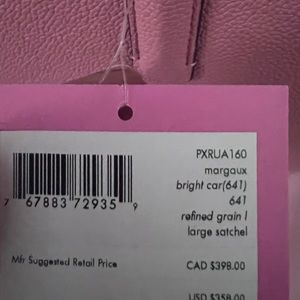 PXRUA160
margaux
bright car(641)
641
refined grain l
large satchel
7 67883 72935 9
Mfr Suggested Retail Price CAD $398.00
USD $358.00